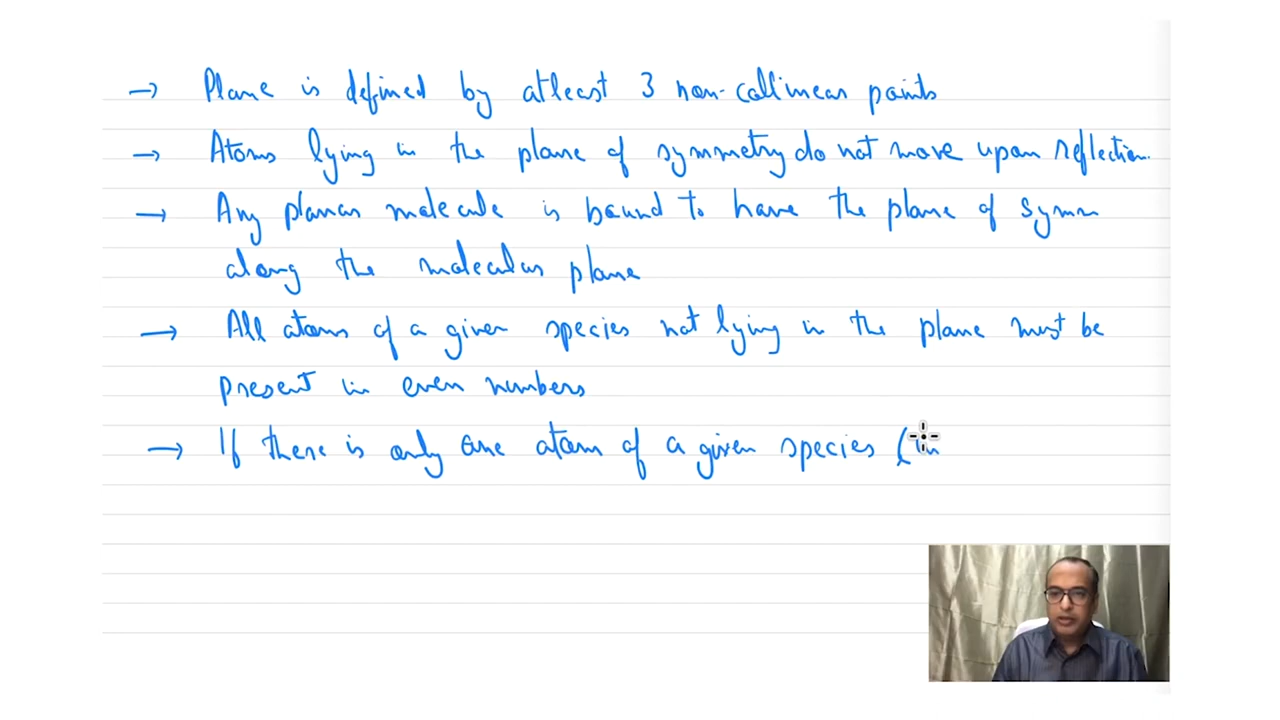 → Plane is defined by atleast 3 non-collinear points
→ Atoms lying in the plane of symmetry do not move upon reflection.
→ Any planar molecule is bound to have the plane of symm
along the molecular plane
→ All atoms of a given species not lying in the plane must be
present in even numbers
→ If there is only one atom of a given species (in